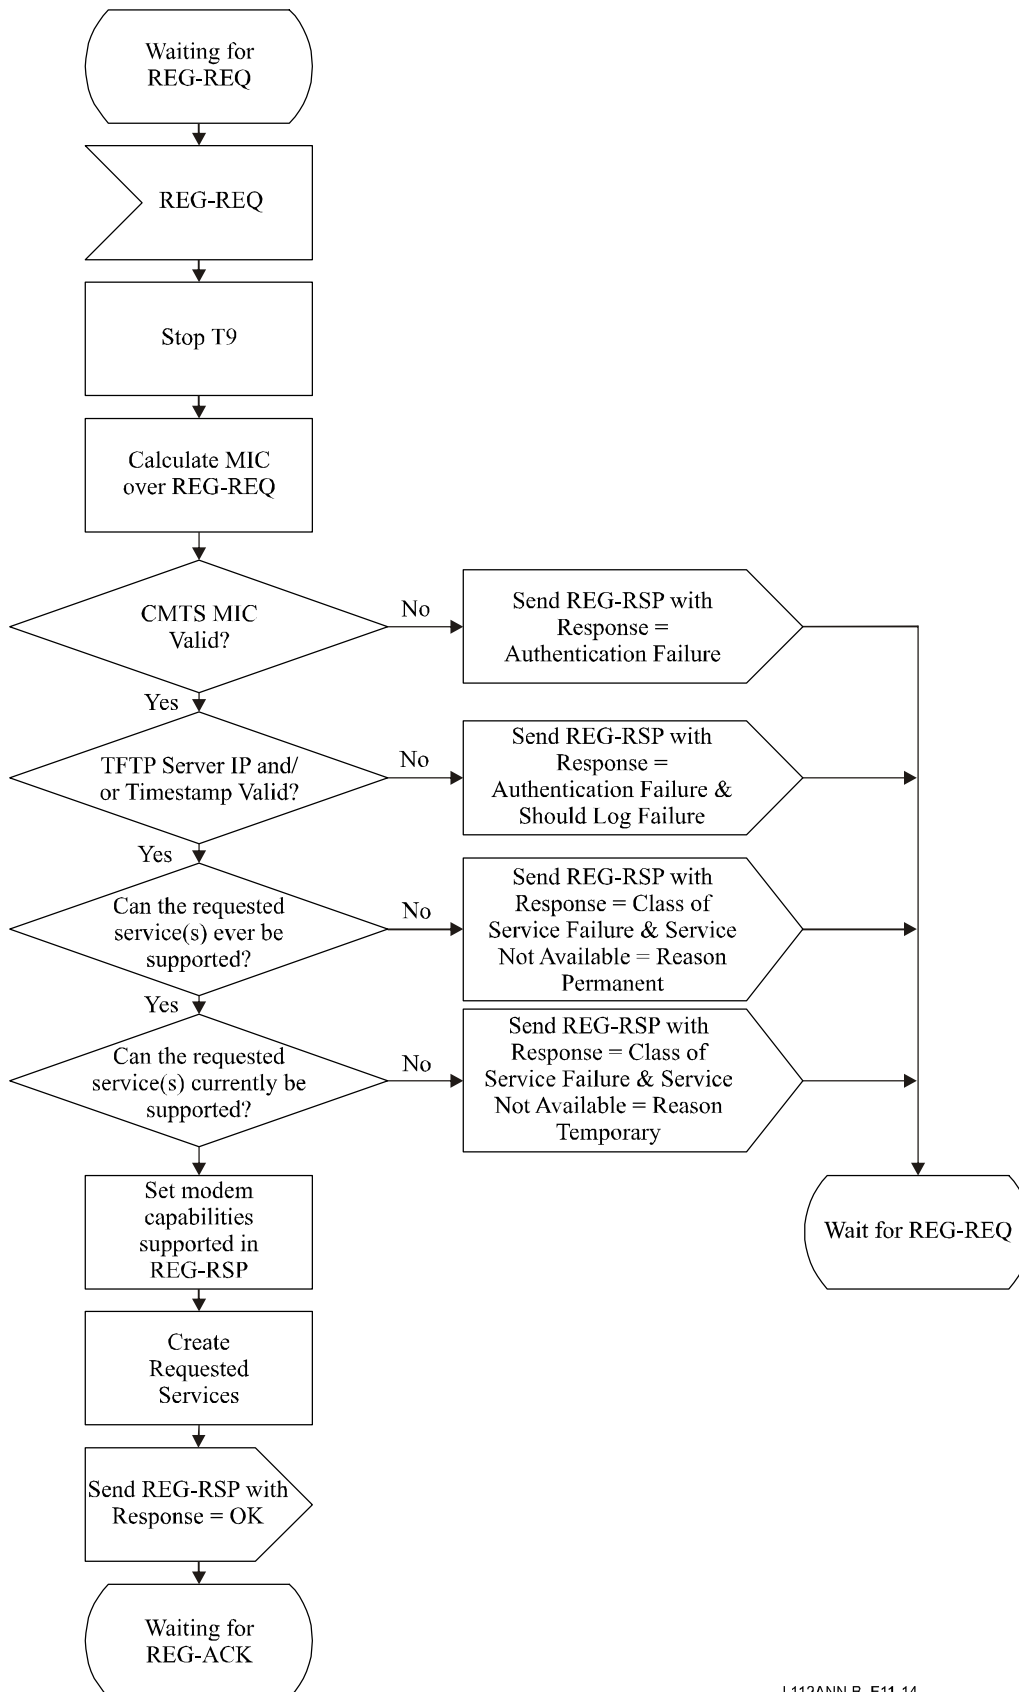 Waiting for
REG-REQ
REG-REQ
Stop T9
Calculate MIC
over REG-REQ
CMTS MIC
Valid?
No
Send REG-RSP with
Response =
Authentication Failure
Yes
TFTP Server IP and/
or Timestamp Valid?
No
Send REG-RSP with
Response =
Authentication Failure &
Should Log Failure
Yes
Can the requested
service(s) ever be
supported?
No
Send REG-RSP with
Response = Class of
Service Failure & Service
Not Available = Reason
Permanent
Yes
Can the requested
service(s) currently be
supported?
No
Send REG-RSP with
Response = Class of
Service Failure & Service
Not Available = Reason
Temporary
Set modem
capabilities
supported in
REG-RSP
Wait for REG-REQ
Create
Requested
Services
Send REG-RSP with
Response = OK
Waiting for
REG-ACK